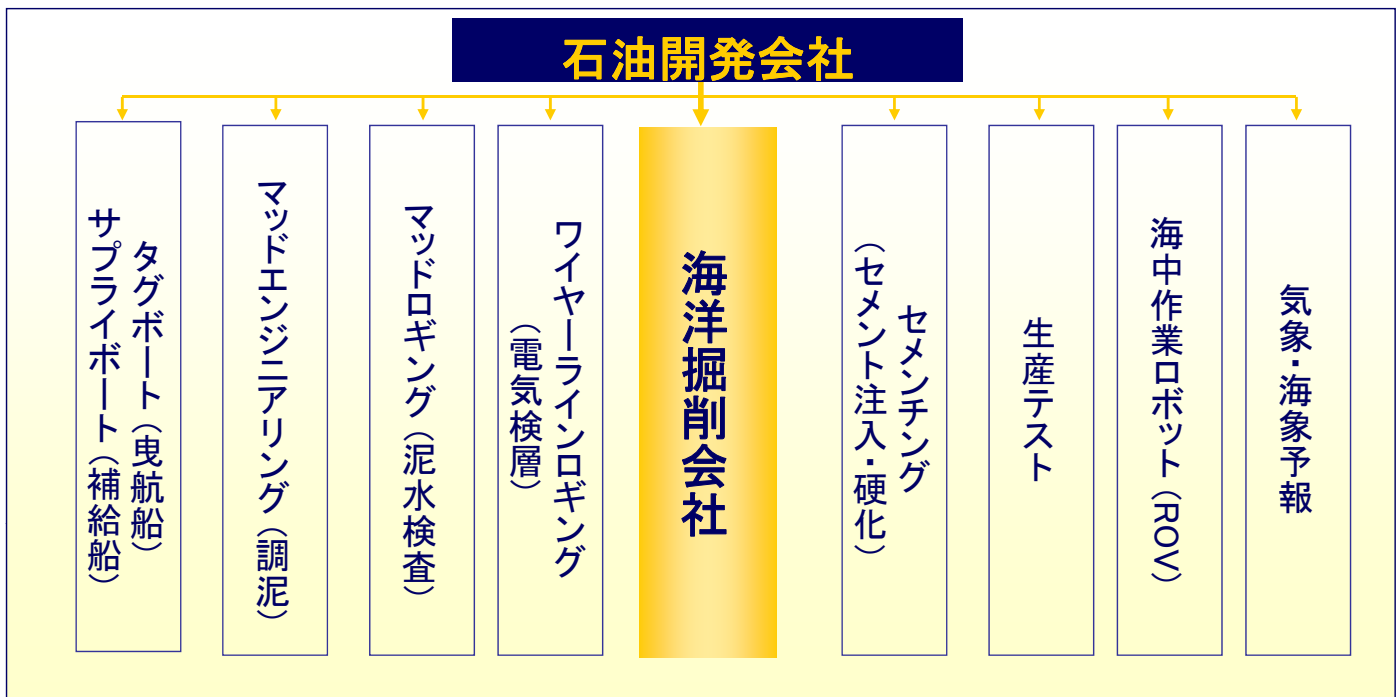 石油開発会社
タグボート（曳航船）
サプライボート（補給船）
マッドエンジニアリング（調泥）
マッドロギング（泥水検査）
ワイヤーラインロギング
（電気検層）
海洋掘削会社
セメンチング
（セメント注入・硬化）
生産テスト
海中作業ロボット（ROV）
気象・海象予報